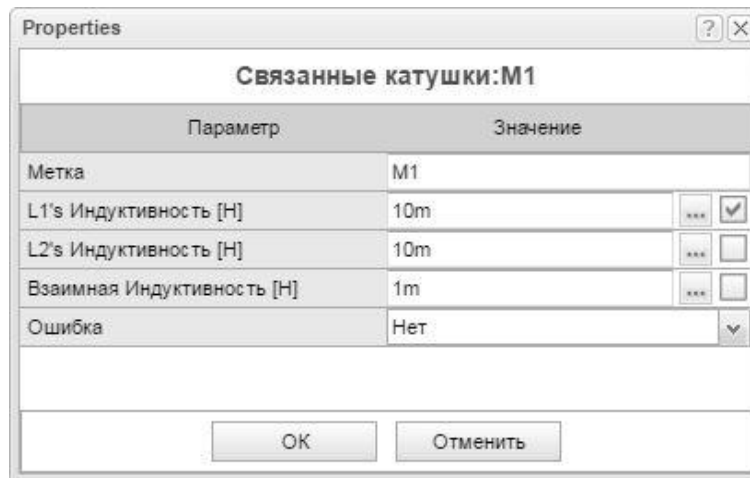 Properties
Связанные катушки:M1
Параметр Значение
Метка M1
L1's Индуктивность [H] 10m ...
L2's Индуктивность [H] 10m ...
Взаимная Индуктивность [H] 1m ...
Ошибка Нет
OK Отменить